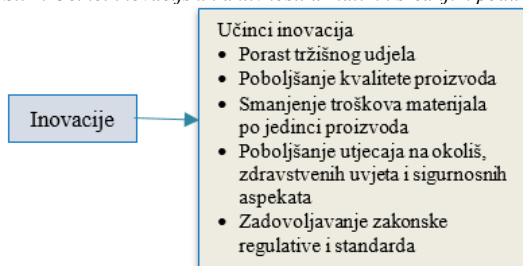 Učinci inovacija
• Porast tržišnog udjela
• Poboljšanje kvalitete proizvoda
• Smanjenje troškova materijala
po jedinci proizvoda
• Poboljšanje utjecaja na okoliš,
zdravstvenih uvjeta i sigurnosnih
aspekata
• Zadovoljavanje zakonske
regulative i standarda
Inovacije